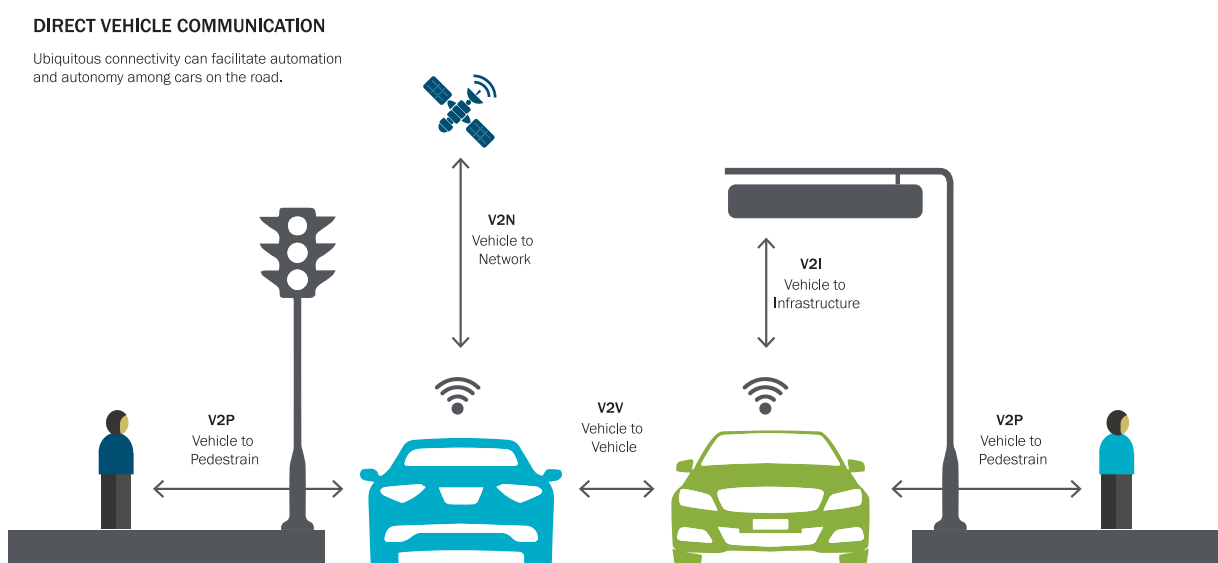 DIRECT VEHICLE COMMUNICATION
Ubiquitous connectivity can facilitate automation
and autonomy among cars on the road.
V2N
Vehicle to
Network
V2I
Vehicle to
Infrastructure
V2P
Vehicle to
Pedestrain
V2V
Vehicle to
Vehicle
V2P
Vehicle to
Pedestrain